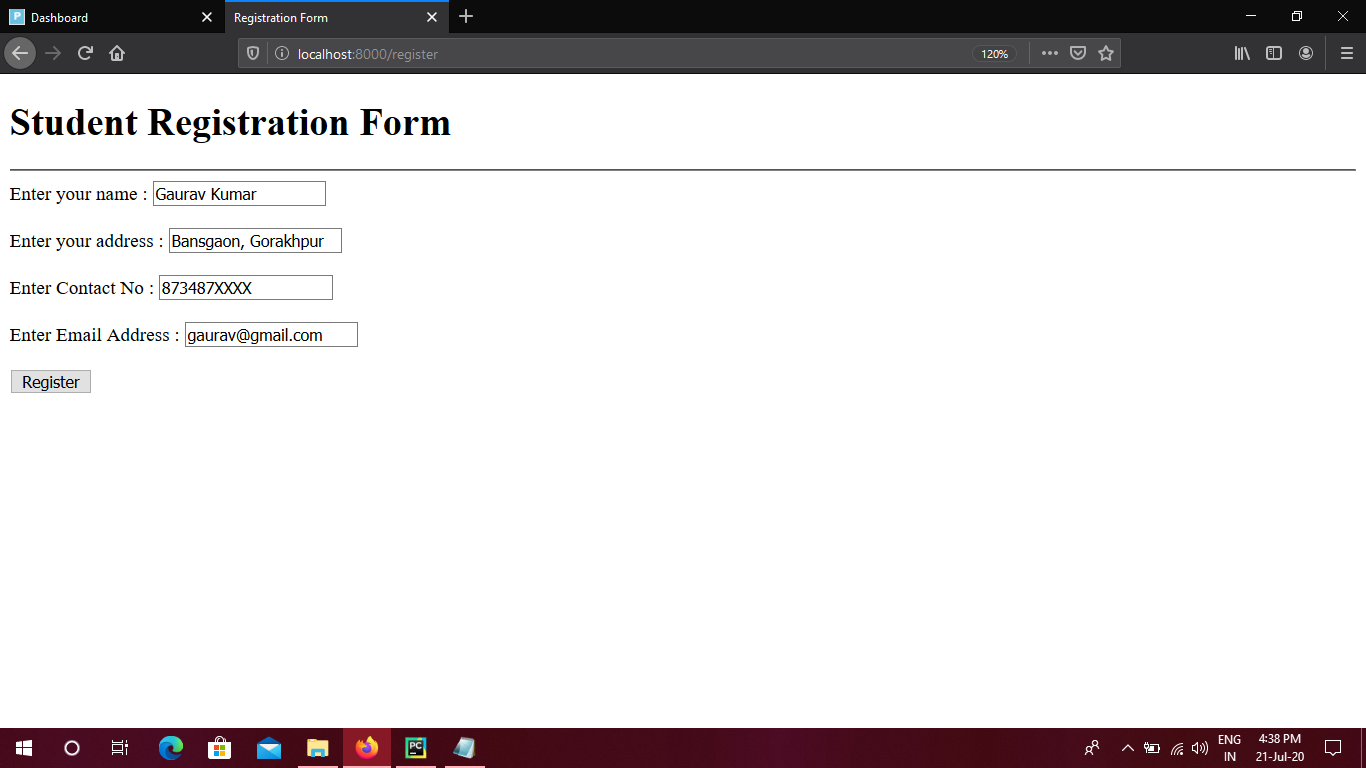 Dashboard
Registration Form
localhost:8000/register
120%
Student Registration Form
Enter your name : Gaurav Kumar
Enter your address : Bansgaon, Gorakhpur
Enter Contact No : 873487XXXX
Enter Email Address : gaurav@gmail.com
Register
PC
ENG
IN
4:38 PM
21-Jul-20